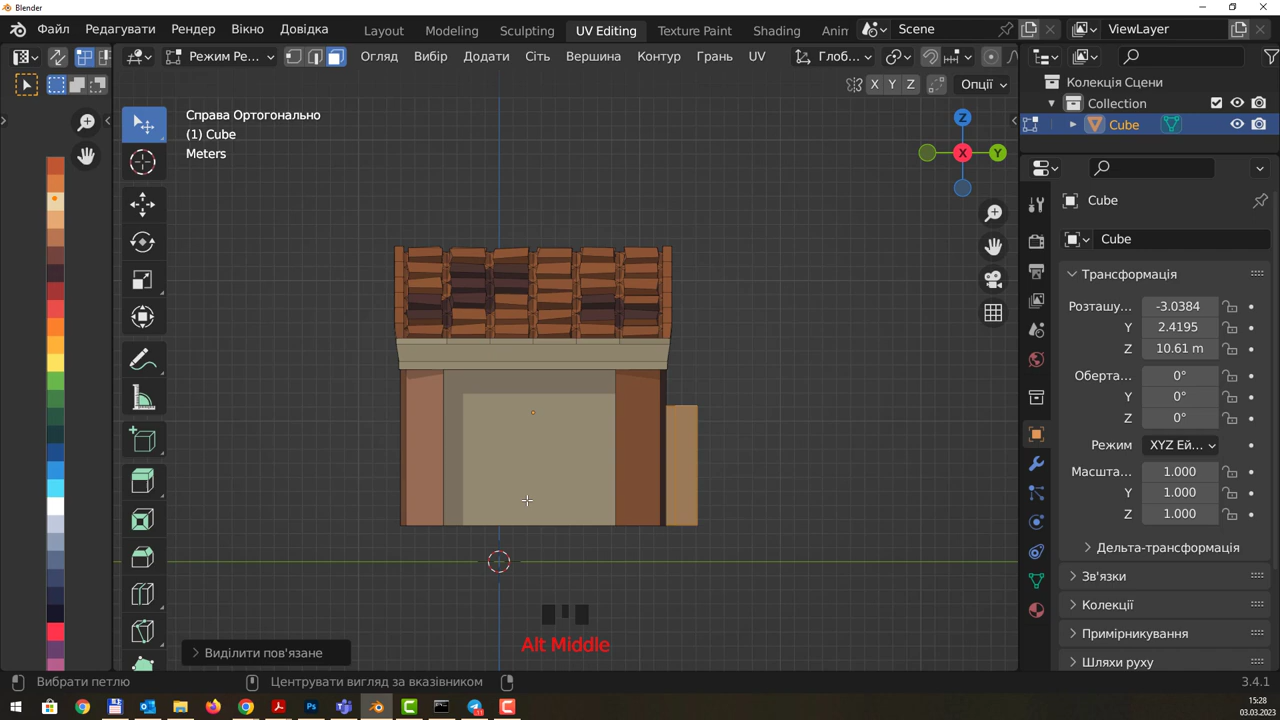 Blender
Файл Редагувати Рендер Вікно Довідка Layout Modeling Sculpting UV Editing Texture Paint Shading Anin Scene ViewLayer
Режим Ре... Огляд Вибір Додати Сіть Вершина Контур Грань UV Глоб...
X Y Z Опції
Справа Ортогонально
(1) Cube
Meters
Z
X
Y
Колекція Сцени
Collection
Cube
Cube
Cube
Трансформація
Розташу... -3.0384
Y 2.4195
Z 10.61 m
Оберта... 0°
Y 0°
Z 0°
Режим XYZ Ей...
Масшта... 1.000
Y 1.000
Z 1.000
Дельта-трансформація
Зв'язки
Колекції
Примірникування
Шляхи руху
Alt Middle
Виділити пов'язане
Вибрати петлю Центрувати вигляд за вказівником 3.4.1
15:28
03.03.2023